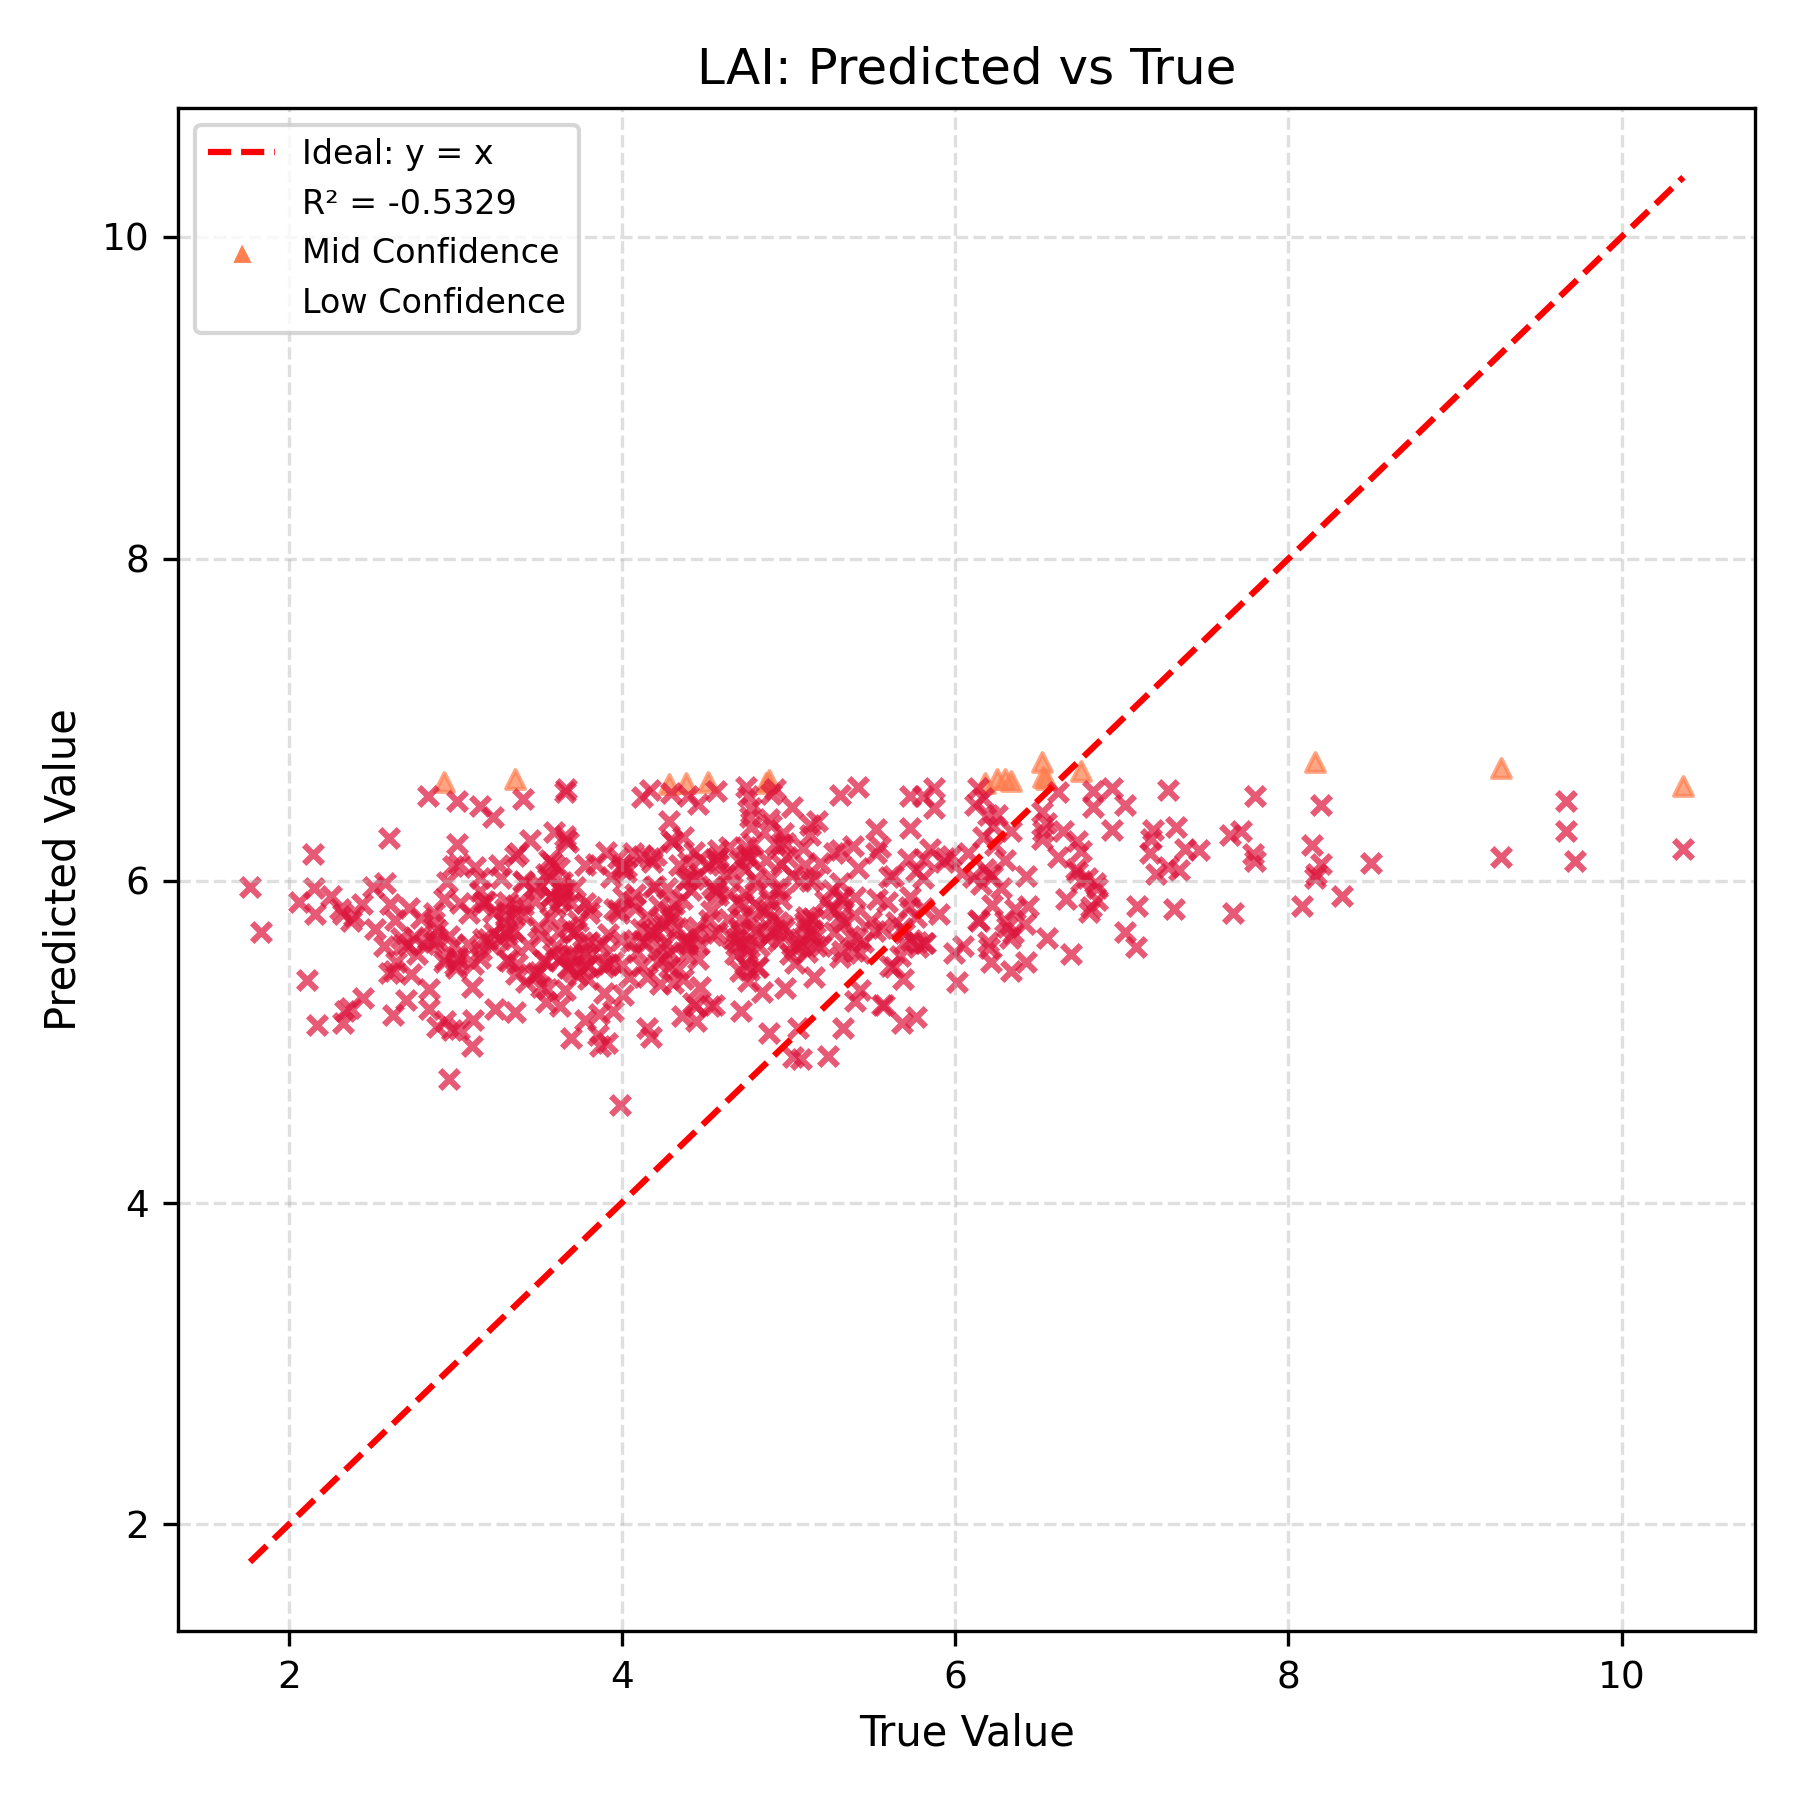 LAI: Predicted vs True
Ideal: y = x
R² = -0.5329
Mid Confidence
Low Confidence
Predicted Value
10
8
6
4
2
2 4 6 8 10
True Value